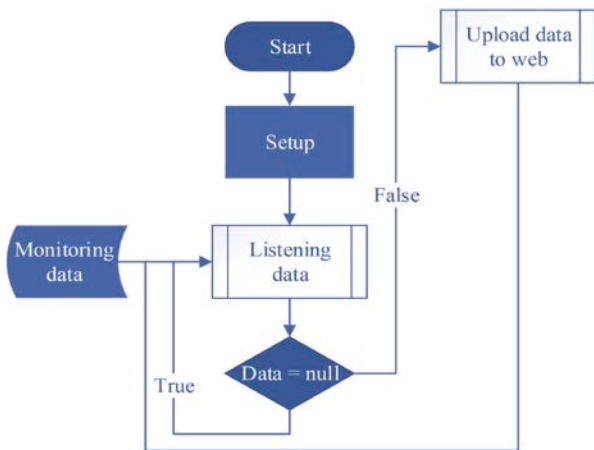 Start
Upload data
to web
Setup
False
Monitoring
data
Listening
data
Data = null
True